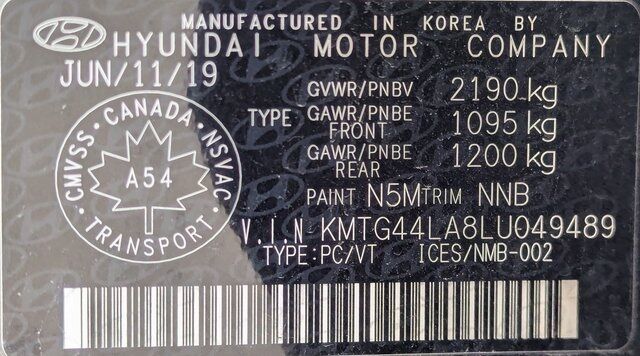 MANUFACTURED IN KOREA BY
HYUNDAI MOTOR COMPANY
JUN/11/19
GVWR/PNBV 2190.kg
TYPE GAWR/PNBE FRONT 1095 kg
GAWR/PNBE REAR 1200 kg
CMVSS · CANADA · NSVAC · TRANSPORT ·
A54
PAINT N5M TRIM NNB
V.I.N KMTG44LA8LU049489
TYPE:PC/VT ICES/NMB-002